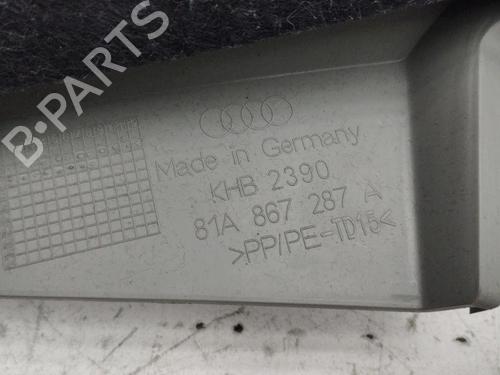 B-PARTS
Made in Germany
KHB 2390
81A 867 287 A
>PP/PE-TD15<